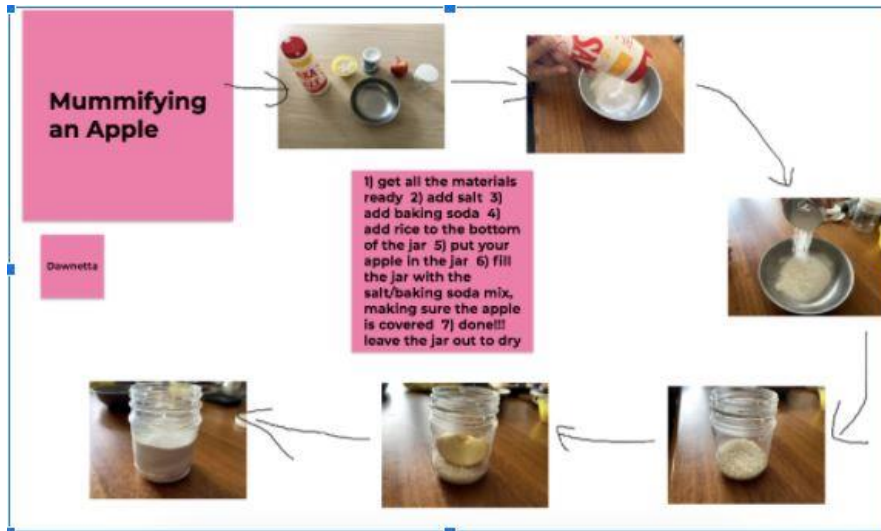 Mummifying
an Apple
Dawnetta
1) get all the materials
ready 2) add salt 3)
add baking soda 4)
add rice to the bottom
of the jar 5) put your
apple in the jar 6) fill
the jar with the
salt/baking soda mix,
making sure the apple
is covered 7) done!!!
leave the jar out to dry